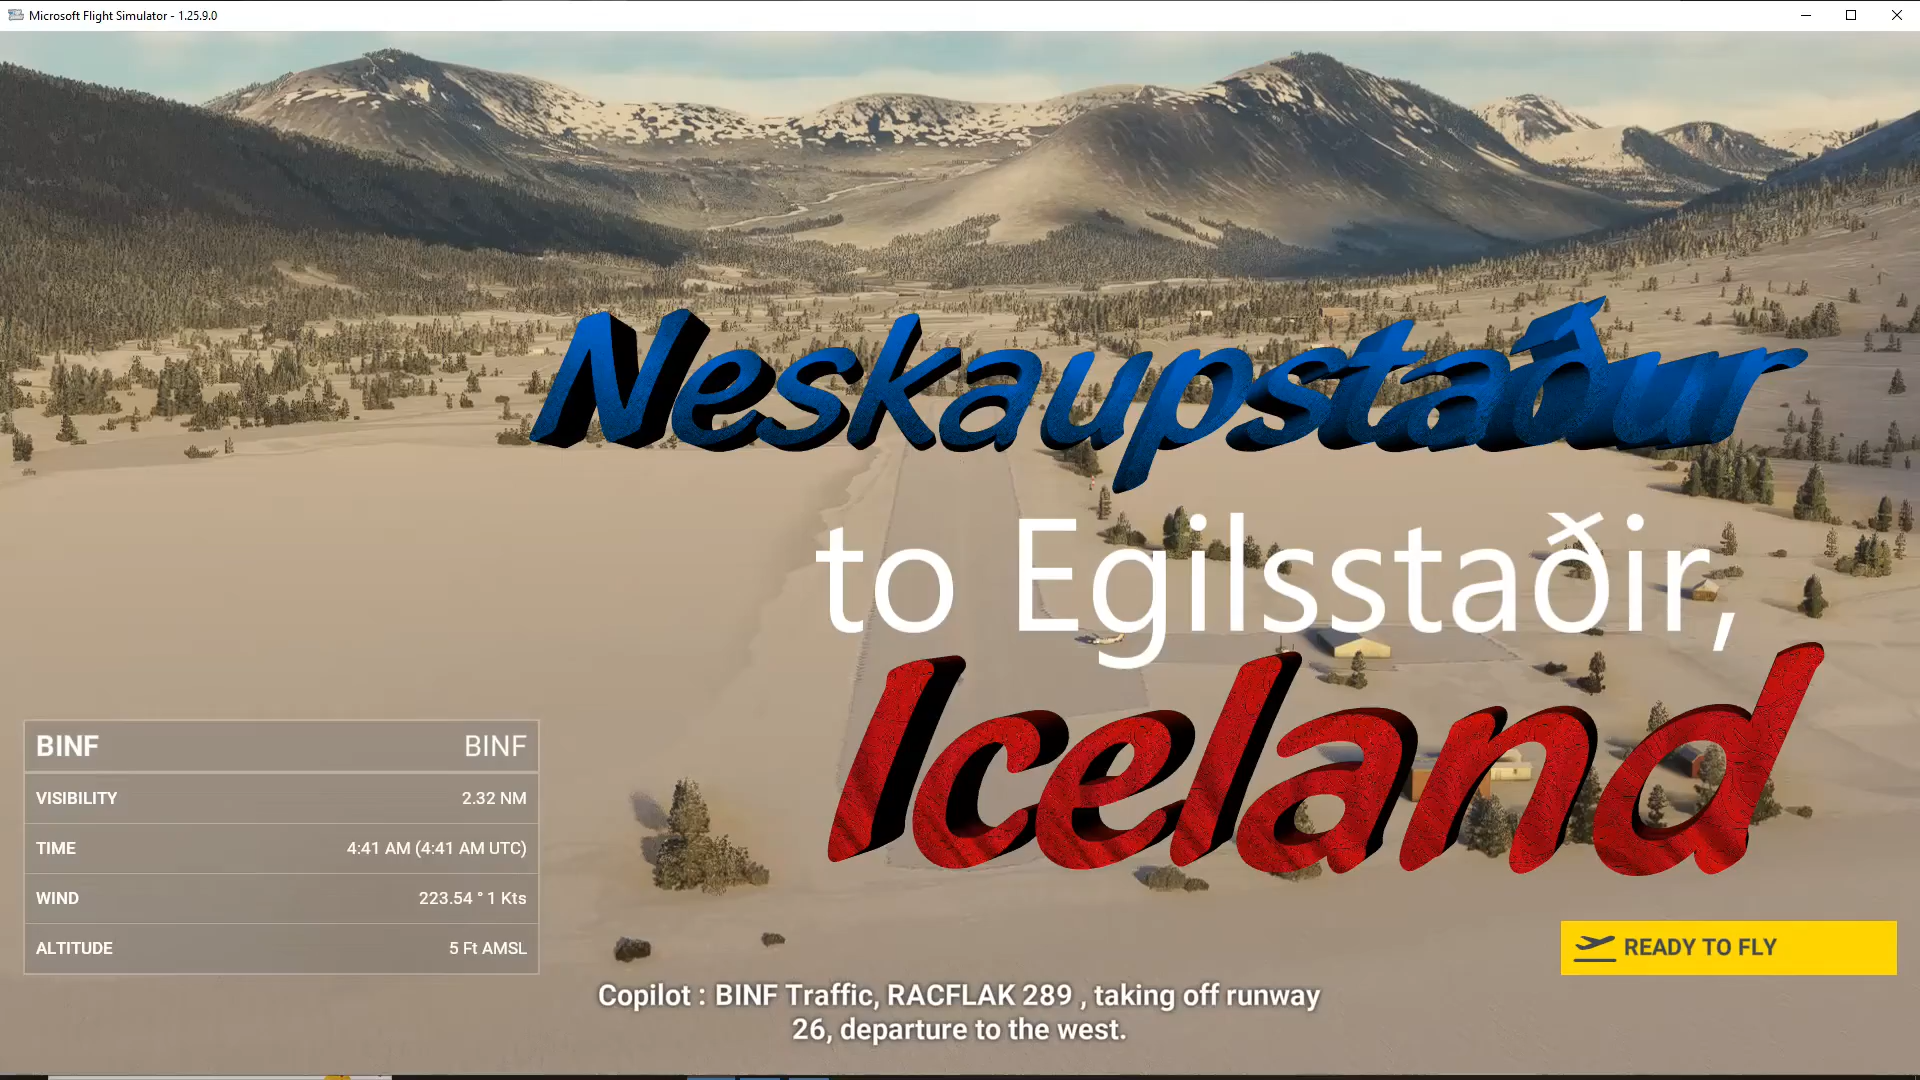 Microsoft Flight Simulator - 1.25.9.0
Neskaupstaður
to Egilsstaðir,
Iceland
BINF BINF
VISIBILITY 2.32 NM
TIME 4:41 AM (4:41 AM UTC)
WIND 223.54 ° 1 Kts
ALTITUDE 5 Ft AMSL
READY TO FLY
Copilot : BINF Traffic, RACFLAK 289 , taking off runway
26, departure to the west.